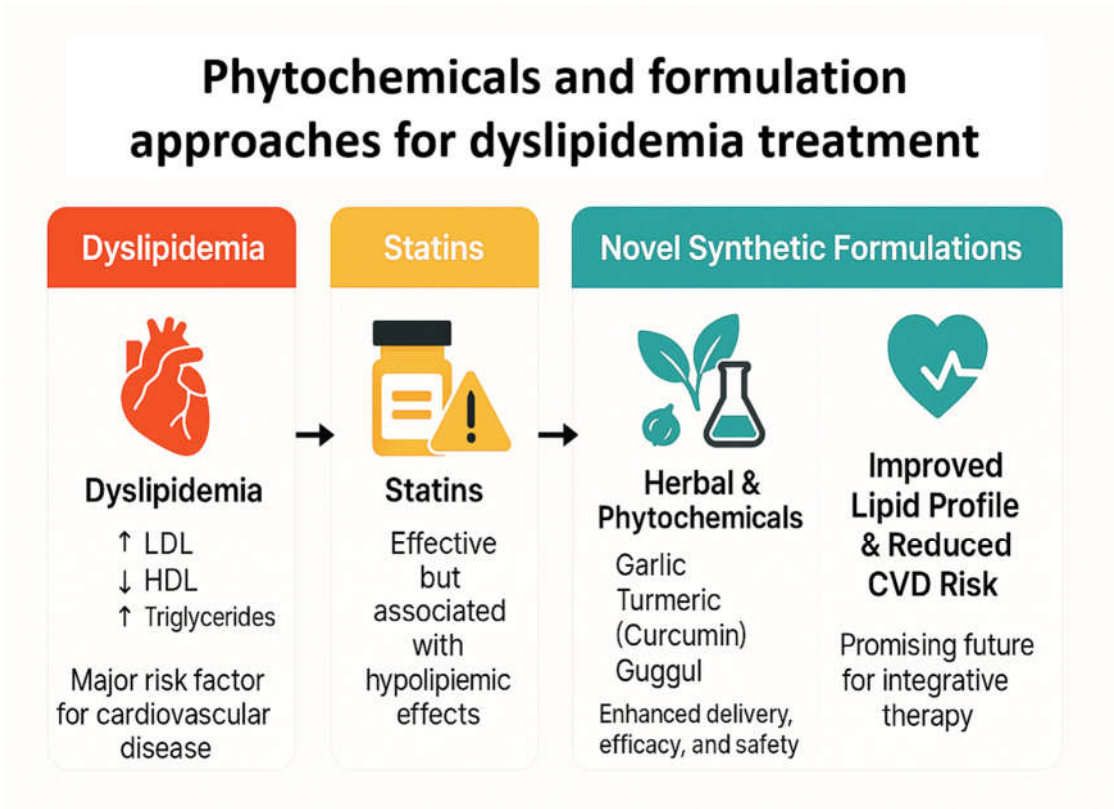 Phytochemicals and formulation
approaches for dyslipidemia treatment
Dyslipidemia
Dyslipidemia
↑ LDL
↓ HDL
↑ Triglycerides
Major risk factor
for cardiovascular
disease
Statins
Statins
Effective
but
associated
with
hypolipiemic
effects
Novel Synthetic Formulations
Herbal &
Phytochemicals
Garlic
Turmeric
(Curcumin)
Guggul
Enhanced delivery,
efficacy, and safety
Improved
Lipid Profile
& Reduced
CVD Risk
Promising future
for integrative
therapy